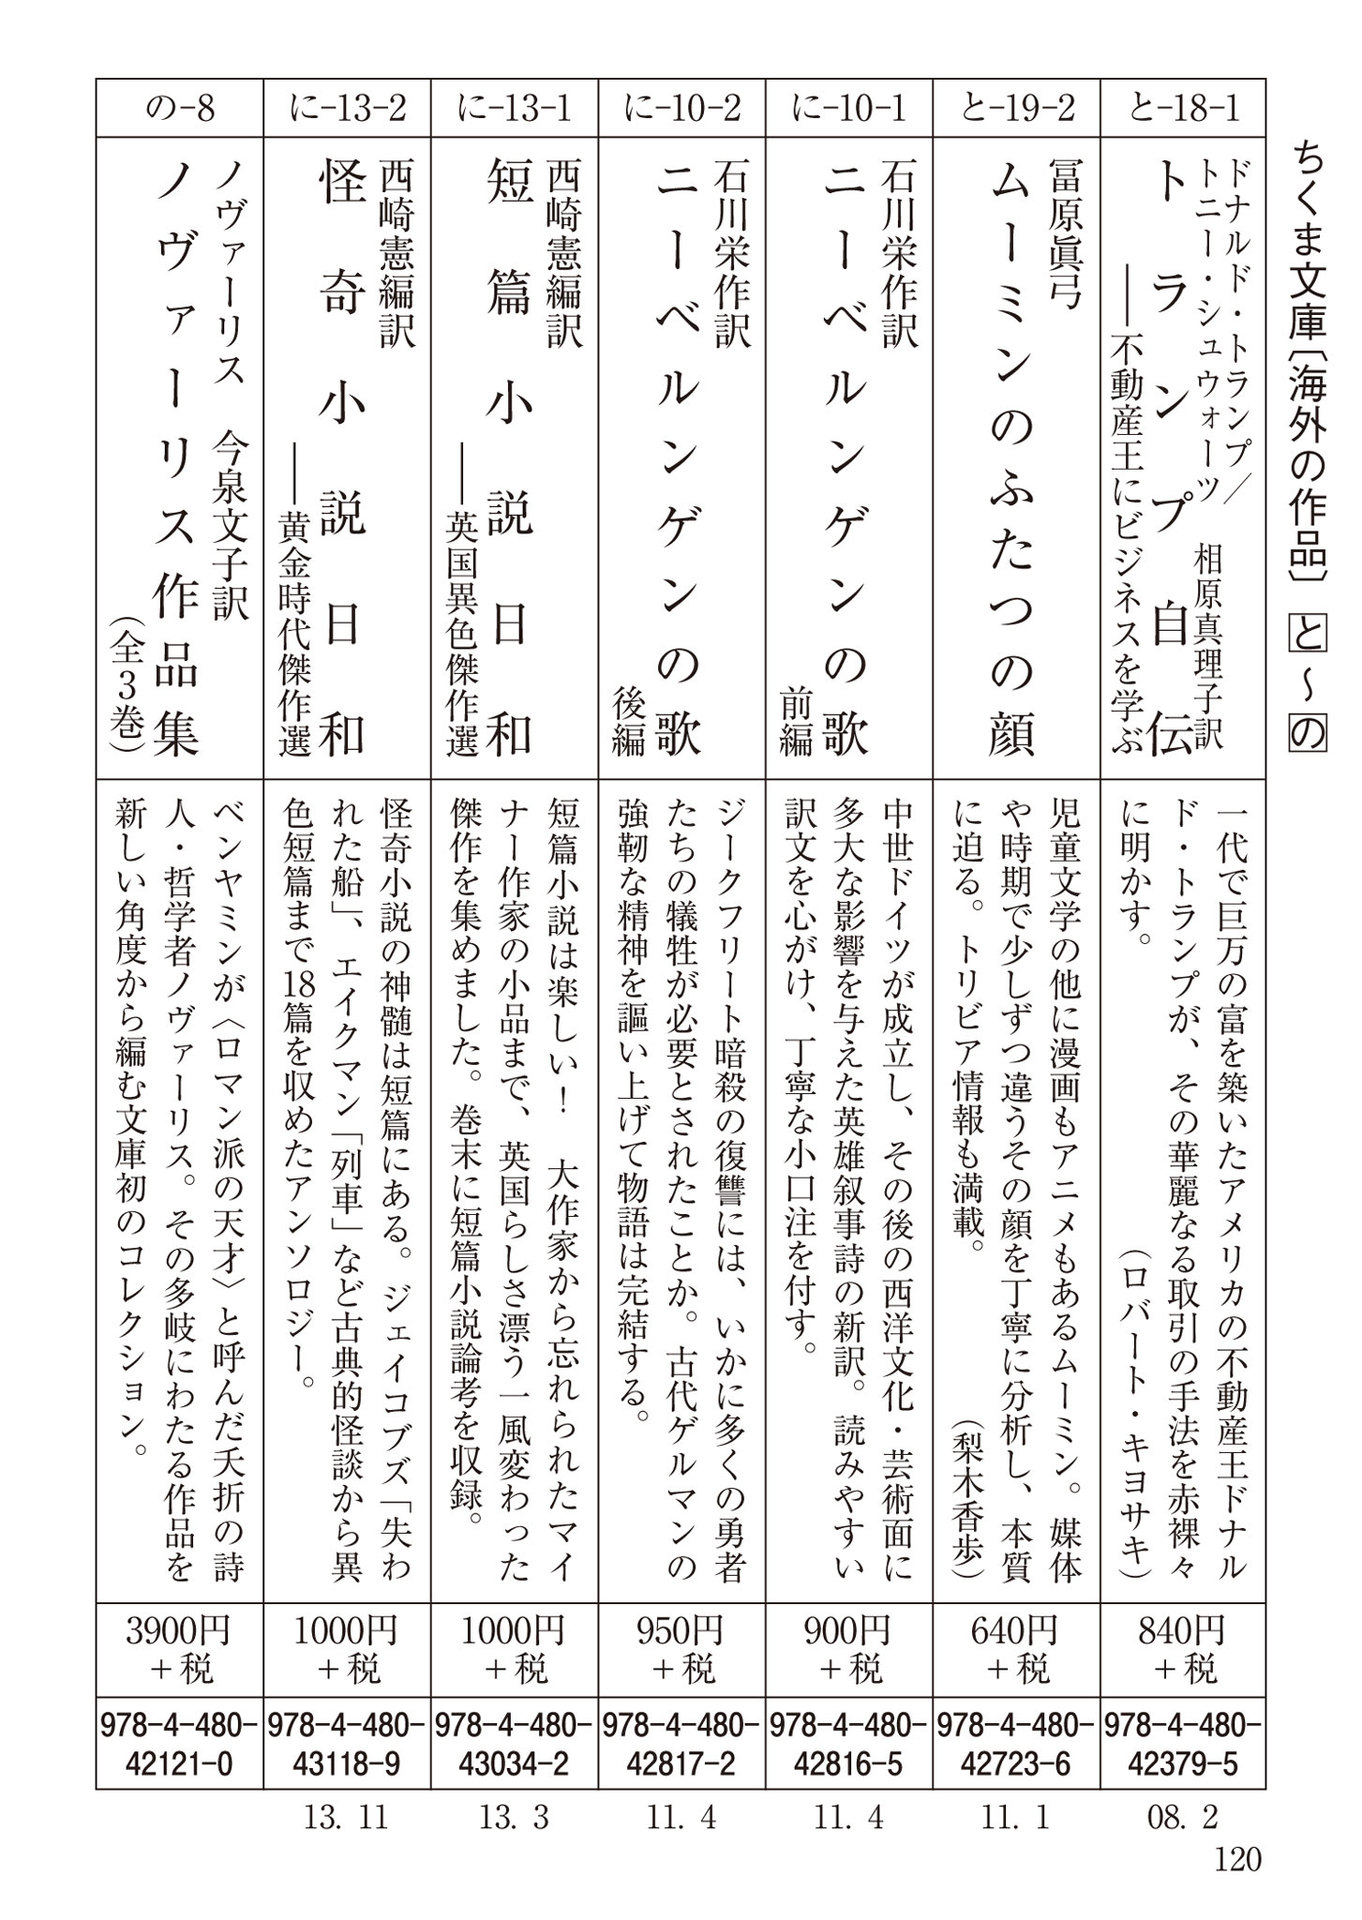 ちくま文庫〔海外の作品〕 と〜の
と-18-1
ドナルド・トランプ／
トニー・シュウォーツ 相原真理子訳
トランプ自伝
――不動産王にビジネスを学ぶ
一代で巨万の富を築いたアメリカの不動産王ドナル
ド・トランプが、その華麗なる取引の手法を赤裸々
に明かす。 （ロバート・キヨサキ）
840円
＋税
978-4-480-
42379-5
08. 2
と-19-2
冨原眞弓
ムーミンのふたつの顔
児童文学の他に漫画もアニメもあるムーミン。媒体
や時期で少しずつ違うその顔を丁寧に分析し、本質
に迫る。トリビア情報も満載。 （梨木香歩）
640円
＋税
978-4-480-
42723-6
11. 1
に-10-1
石川栄作訳
ニーベルンゲンの歌
前編
中世ドイツが成立し、その後の西洋文化・芸術面に
多大な影響を与えた英雄叙事詩の新訳。読みやすい
訳文を心がけ、丁寧な小口注を付す。
900円
＋税
978-4-480-
42816-5
11. 4
に-10-2
石川栄作訳
ニーベルンゲンの歌
後編
ジークフリート暗殺の復讐には、いかに多くの勇者
たちの犠牲が必要とされたことか。古代ゲルマンの
強靭な精神を謳い上げて物語は完結する。
950円
＋税
978-4-480-
42817-2
11. 4
に-13-1
西崎憲編訳
短篇小説日和
――英国異色傑作選
短篇小説は楽しい！　大作家から忘れられたマイ
ナー作家の小品まで、英国らしさ漂う一風変わった
傑作を集めました。巻末に短篇小説論考を収録。
1000円
＋税
978-4-480-
43034-2
13. 3
に-13-2
西崎憲編訳
怪奇小説日和
――黄金時代傑作選
怪奇小説の神髄は短篇にある。ジェイコブズ「失わ
れた船」、エイクマン「列車」など古典的怪談から異
色短篇まで18篇を収めたアンソロジー。
1000円
＋税
978-4-480-
43118-9
13. 11
の-8
ノヴァーリス　今泉文子訳
ノヴァーリス作品集
（全3巻）
ベンヤミンが〈ロマン派の天才〉と呼んだ夭折の詩
人・哲学者ノヴァーリス。その多岐にわたる作品を
新しい角度から編む文庫初のコレクション。
3900円
＋税
978-4-480-
42121-0
120